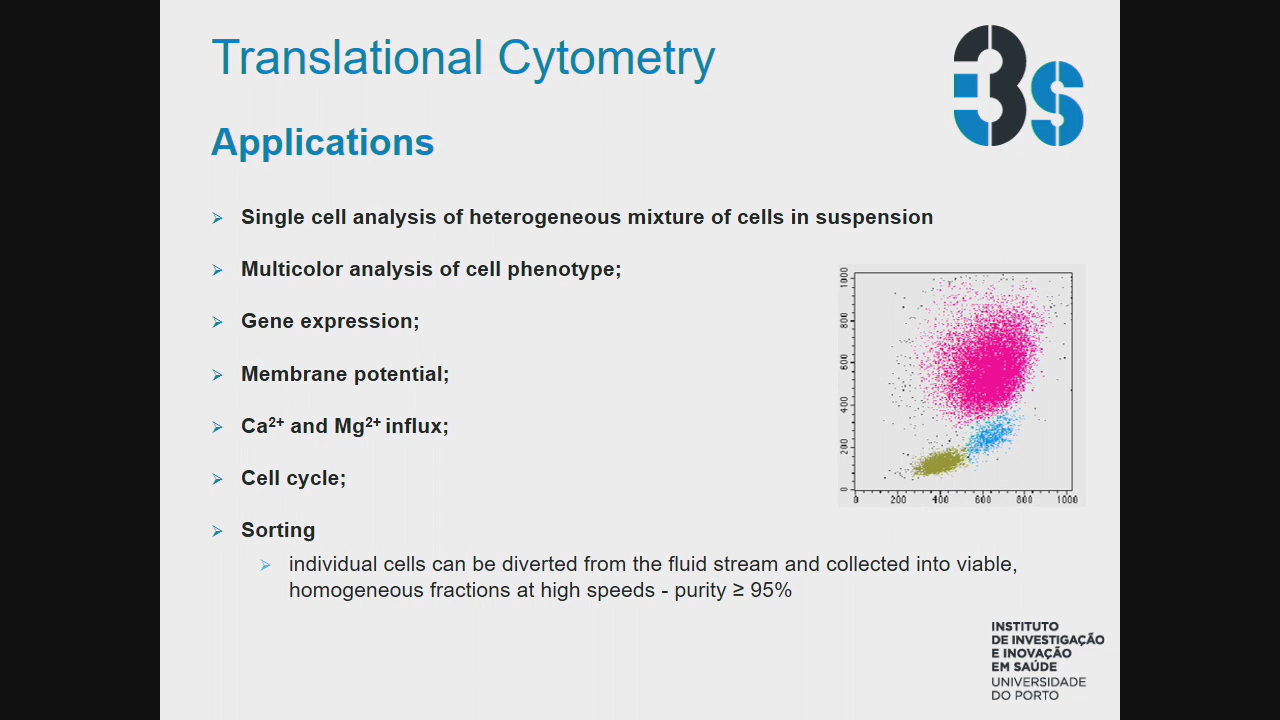 Translational Cytometry
3s
Applications
Single cell analysis of heterogeneous mixture of cells in suspension
Multicolor analysis of cell phenotype;
Gene expression;
Membrane potential;
Ca²⁺ and Mg²⁺ influx;
Cell cycle;
Sorting
individual cells can be diverted from the fluid stream and collected into viable,
homogeneous fractions at high speeds - purity ≥ 95%
1000
800
600
400
200
0
0 200 400 600 800 1000
INSTITUTO
DE INVESTIGAÇÃO
E INOVAÇÃO
EM SAÚDE
UNIVERSIDADE
DO PORTO